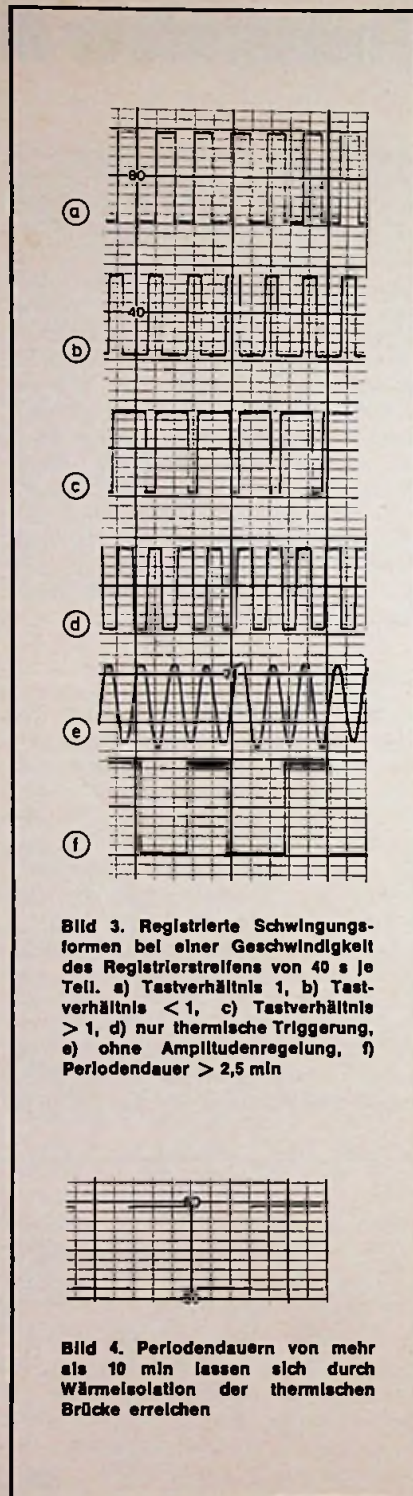 a
80
b
40
c
d
e
f
Bild 3. Registrierte Schwingungs-
formen bei einer Geschwindigkeit
des Registrierstreifens von 40 s je
Teil. a) Tastverhältnis 1, b) Tast-
verhältnis < 1, c) Tastverhältnis
> 1, d) nur thermische Triggerung,
e) ohne Amplitudenregelung, f)
Periodendauer > 2,5 min
Bild 4. Periodendauern von mehr
als 10 min lassen sich durch
Wärmeisolation der thermischen
Brücke erreichen